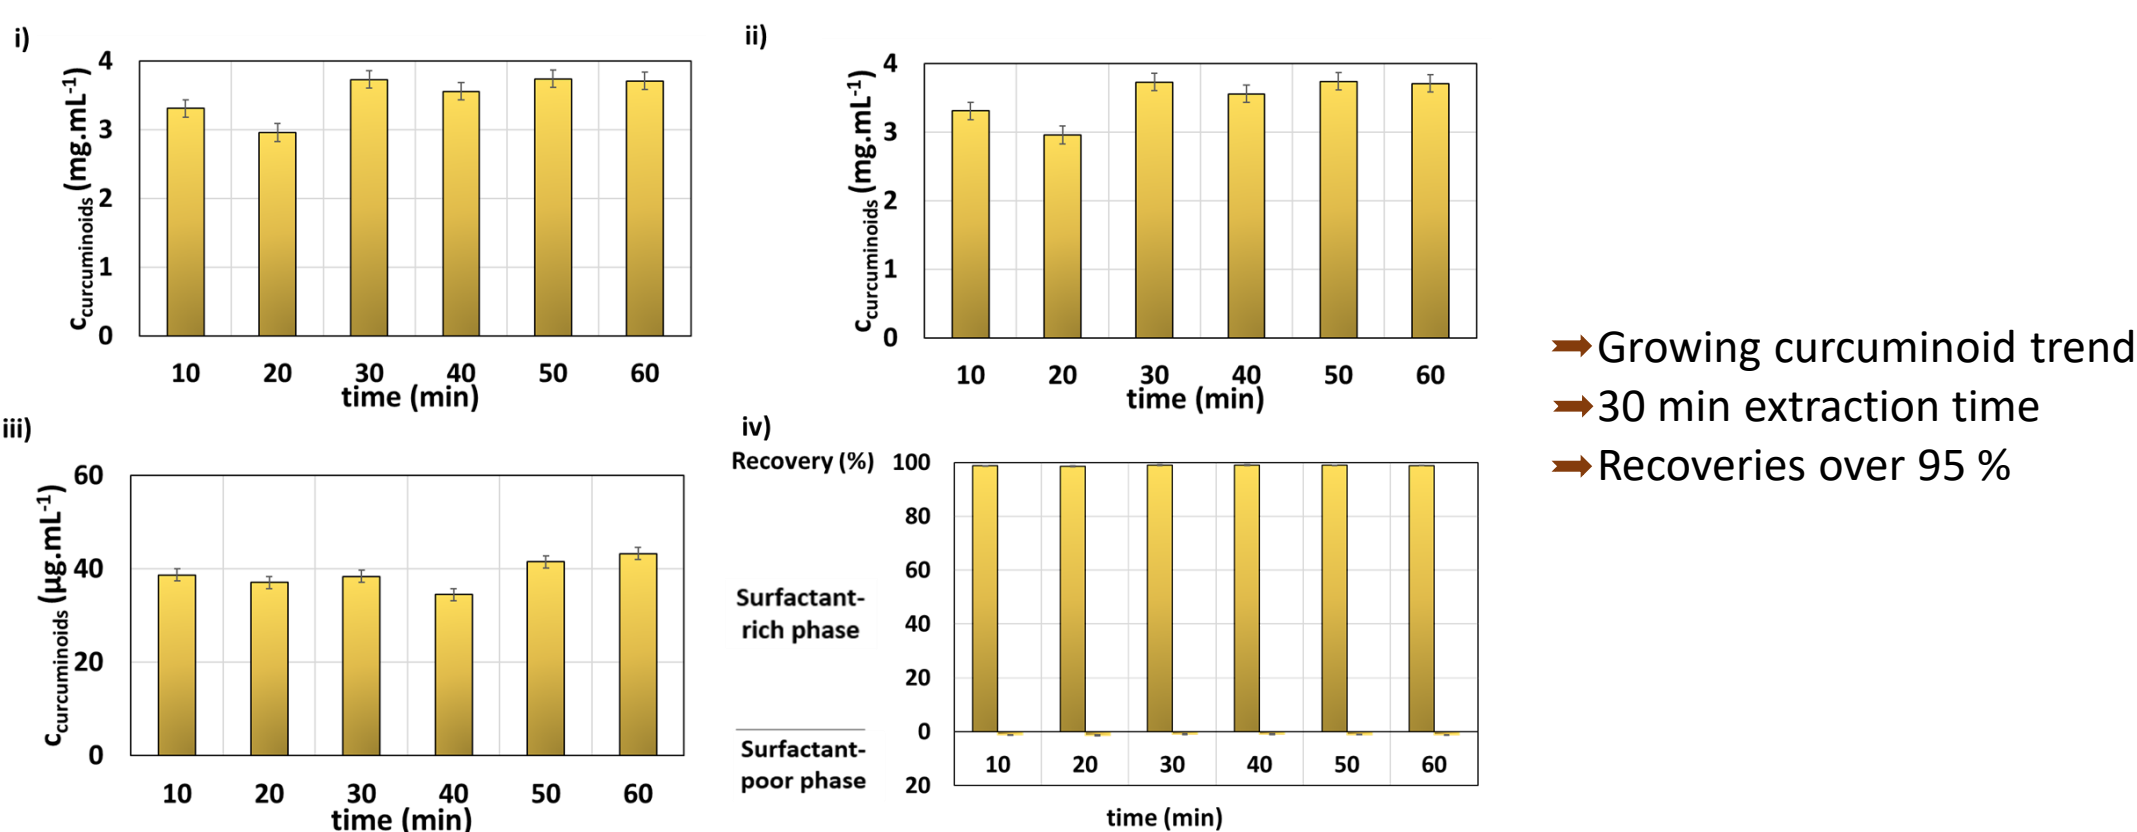 i)
4
3
2
1
0
c curcuminoids (mg.mL-1)
10 20 30 40 50 60
time (min)
ii)
4
3
2
1
0
c curcuminoids (mg.mL-1)
10 20 30 40 50 60
time (min)
iii)
60
40
20
0
c curcuminoids (µg.mL-1)
10 20 30 40 50 60
time (min)
iv)
Recovery (%)
100
80
60
40
20
0
20
Surfactant-
rich phase
Surfactant-
poor phase
10 20 30 40 50 60
time (min)
Growing curcuminoid trend
30 min extraction time
Recoveries over 95 %